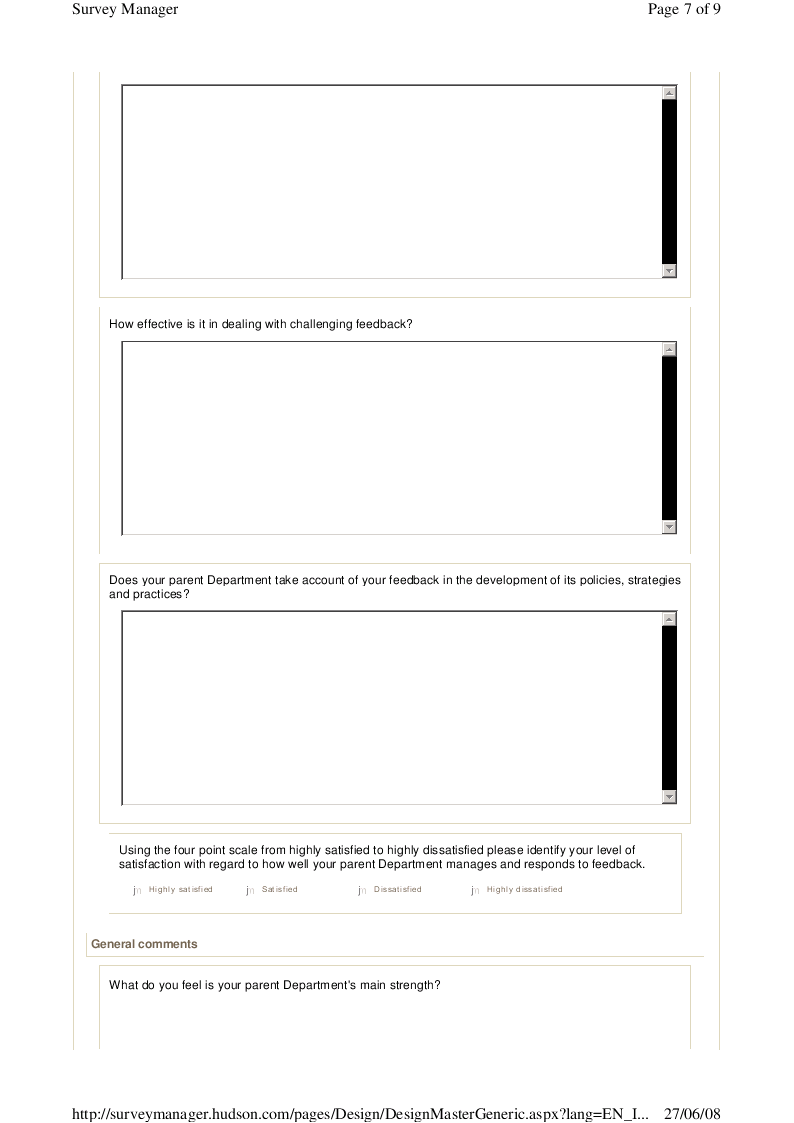 Survey Manager Page 7 of 9
How effective is it in dealing with challenging feedback?
Does your parent Department take account of your feedback in the development of its policies, strategies
and practices?
Using the four point scale from highly satisfied to highly dissatisfied please identify your level of
satisfaction with regard to how well your parent Department manages and responds to feedback.
jn Highly satisfied jn Satisfied jn Dissatisfied jn Highly dissatisfied
General comments
What do you feel is your parent Department's main strength?
http://surveymanager.hudson.com/pages/Design/DesignMasterGeneric.aspx?lang=EN_I... 27/06/08